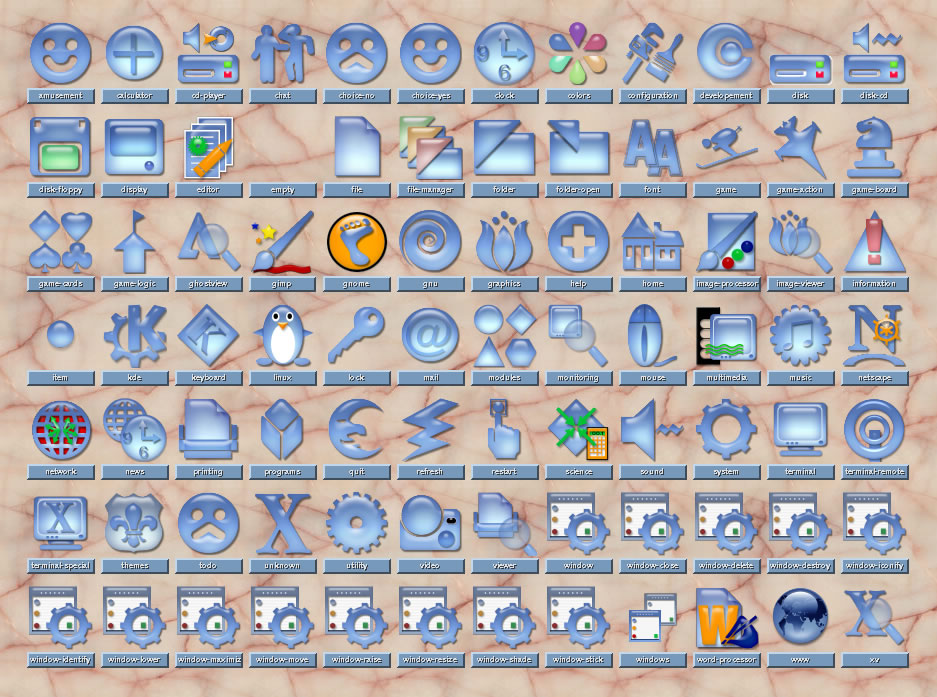 amusement calculator cd-player chat choice-no choice-yes clock colors configuration developement disk disk-cd
disk-floppy display editor empty file file-manager folder folder-open font game game-action game-board
game-cards game-logic ghostview gimp gnome gnu graphics help home image-processor image-viewer information
item kde keyboard linux lock mail modules monitoring mouse multimedia music netscape
network news printing programs quit refresh restart science sound system terminal terminal-remote
terminal-special themes todo unknown utility video viewer window window-close window-delete window-destroy window-iconify
window-identify window-lower window-maximiz window-move window-raise window-resize window-shade window-stick windows word-processor www xv